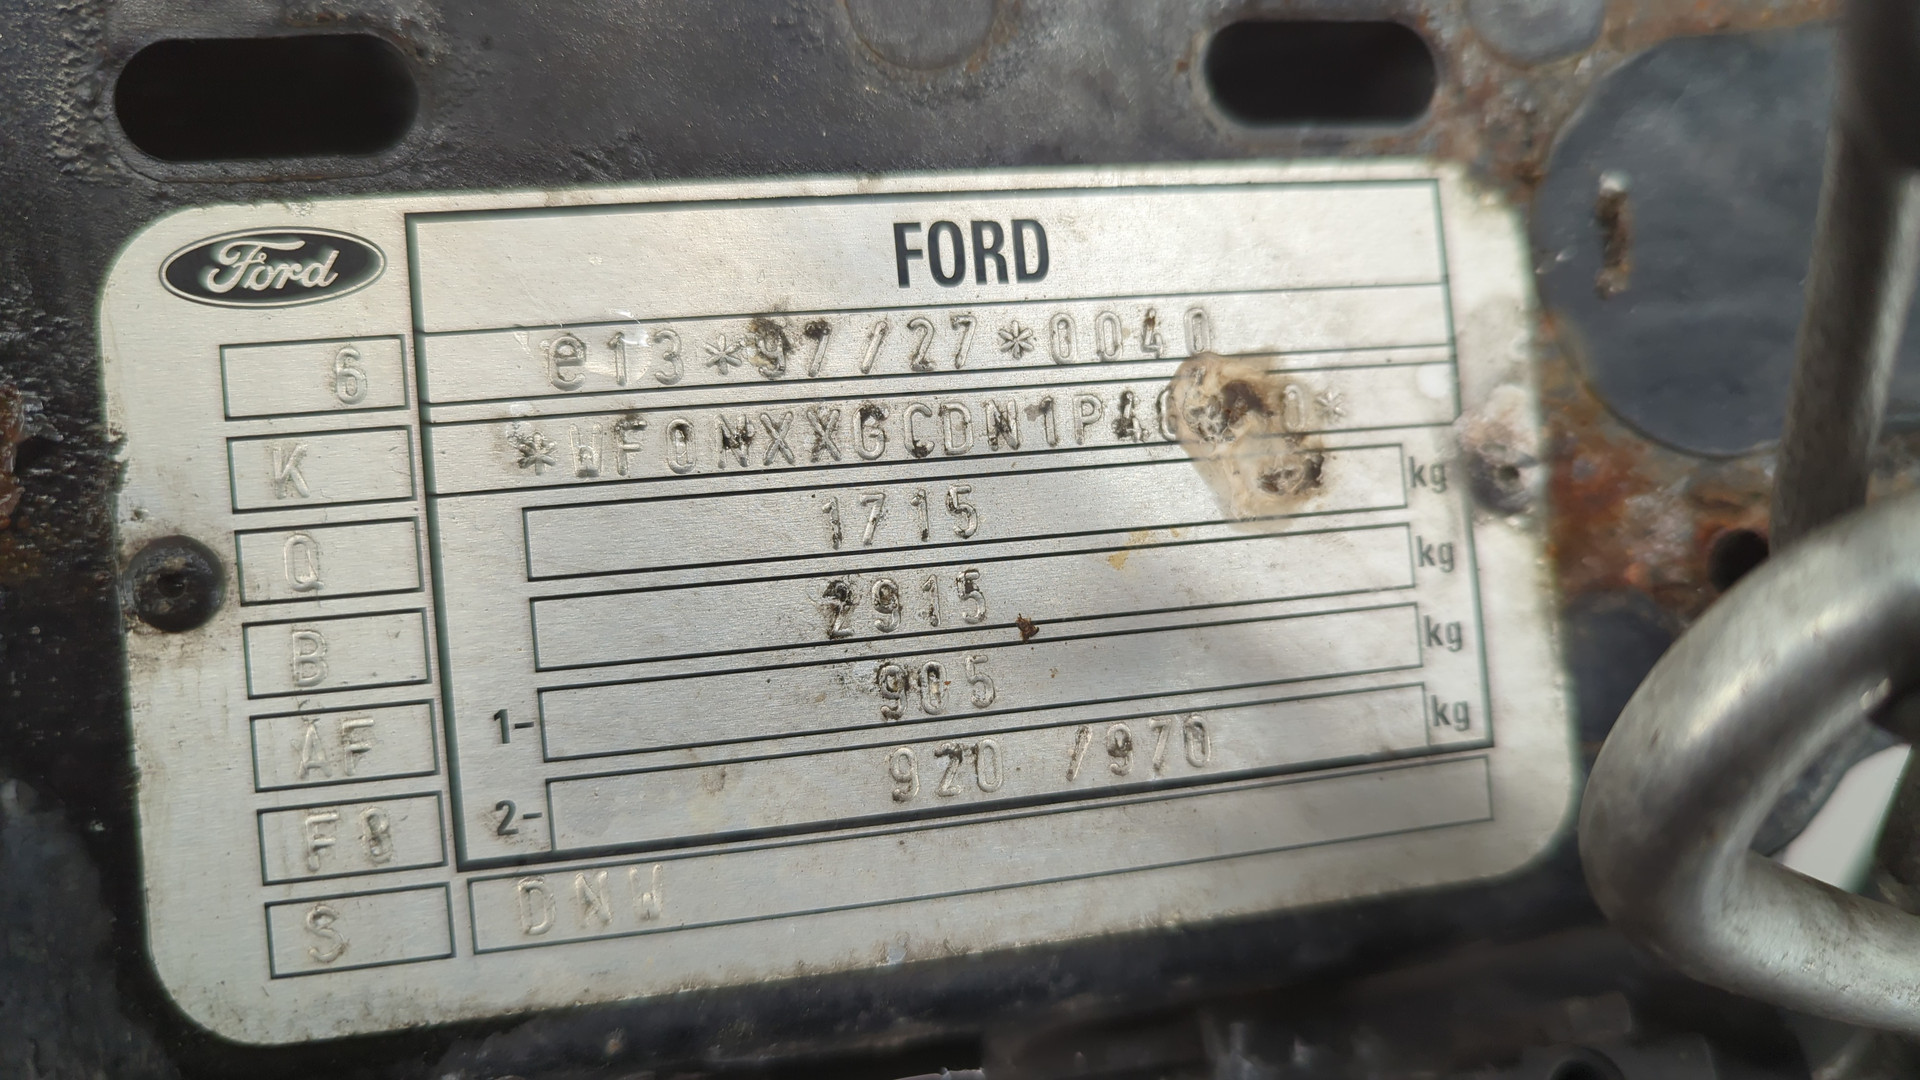 Ford
FORD
6
e13*97/27*0040
K
1715
kg
Q
2915
kg
B
1-
905
kg
AF
2-
920 /970
kg
F8
S
DNW